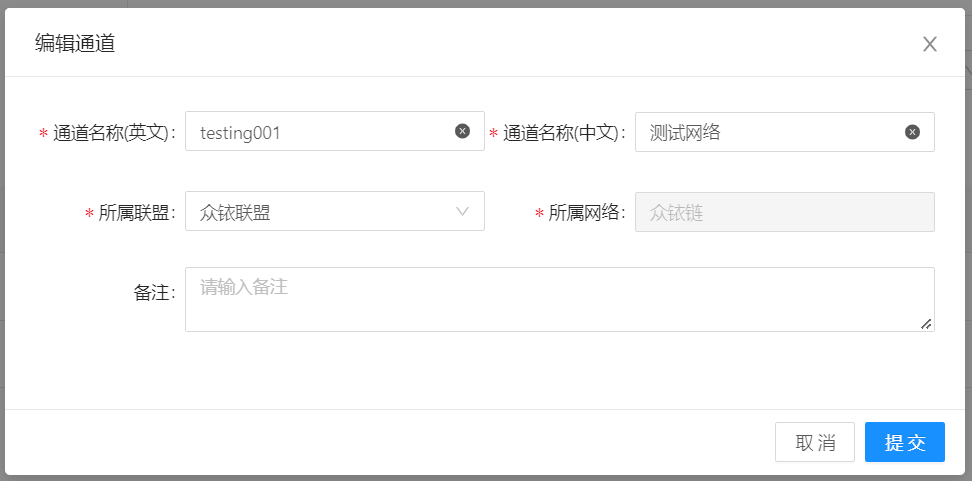 编辑通道
* 通道名称(英文): testing001 * 通道名称(中文): 测试网络
* 所属联盟: 众铱联盟 * 所属网络: 众铱链
备注: 请输入备注
取消 提交